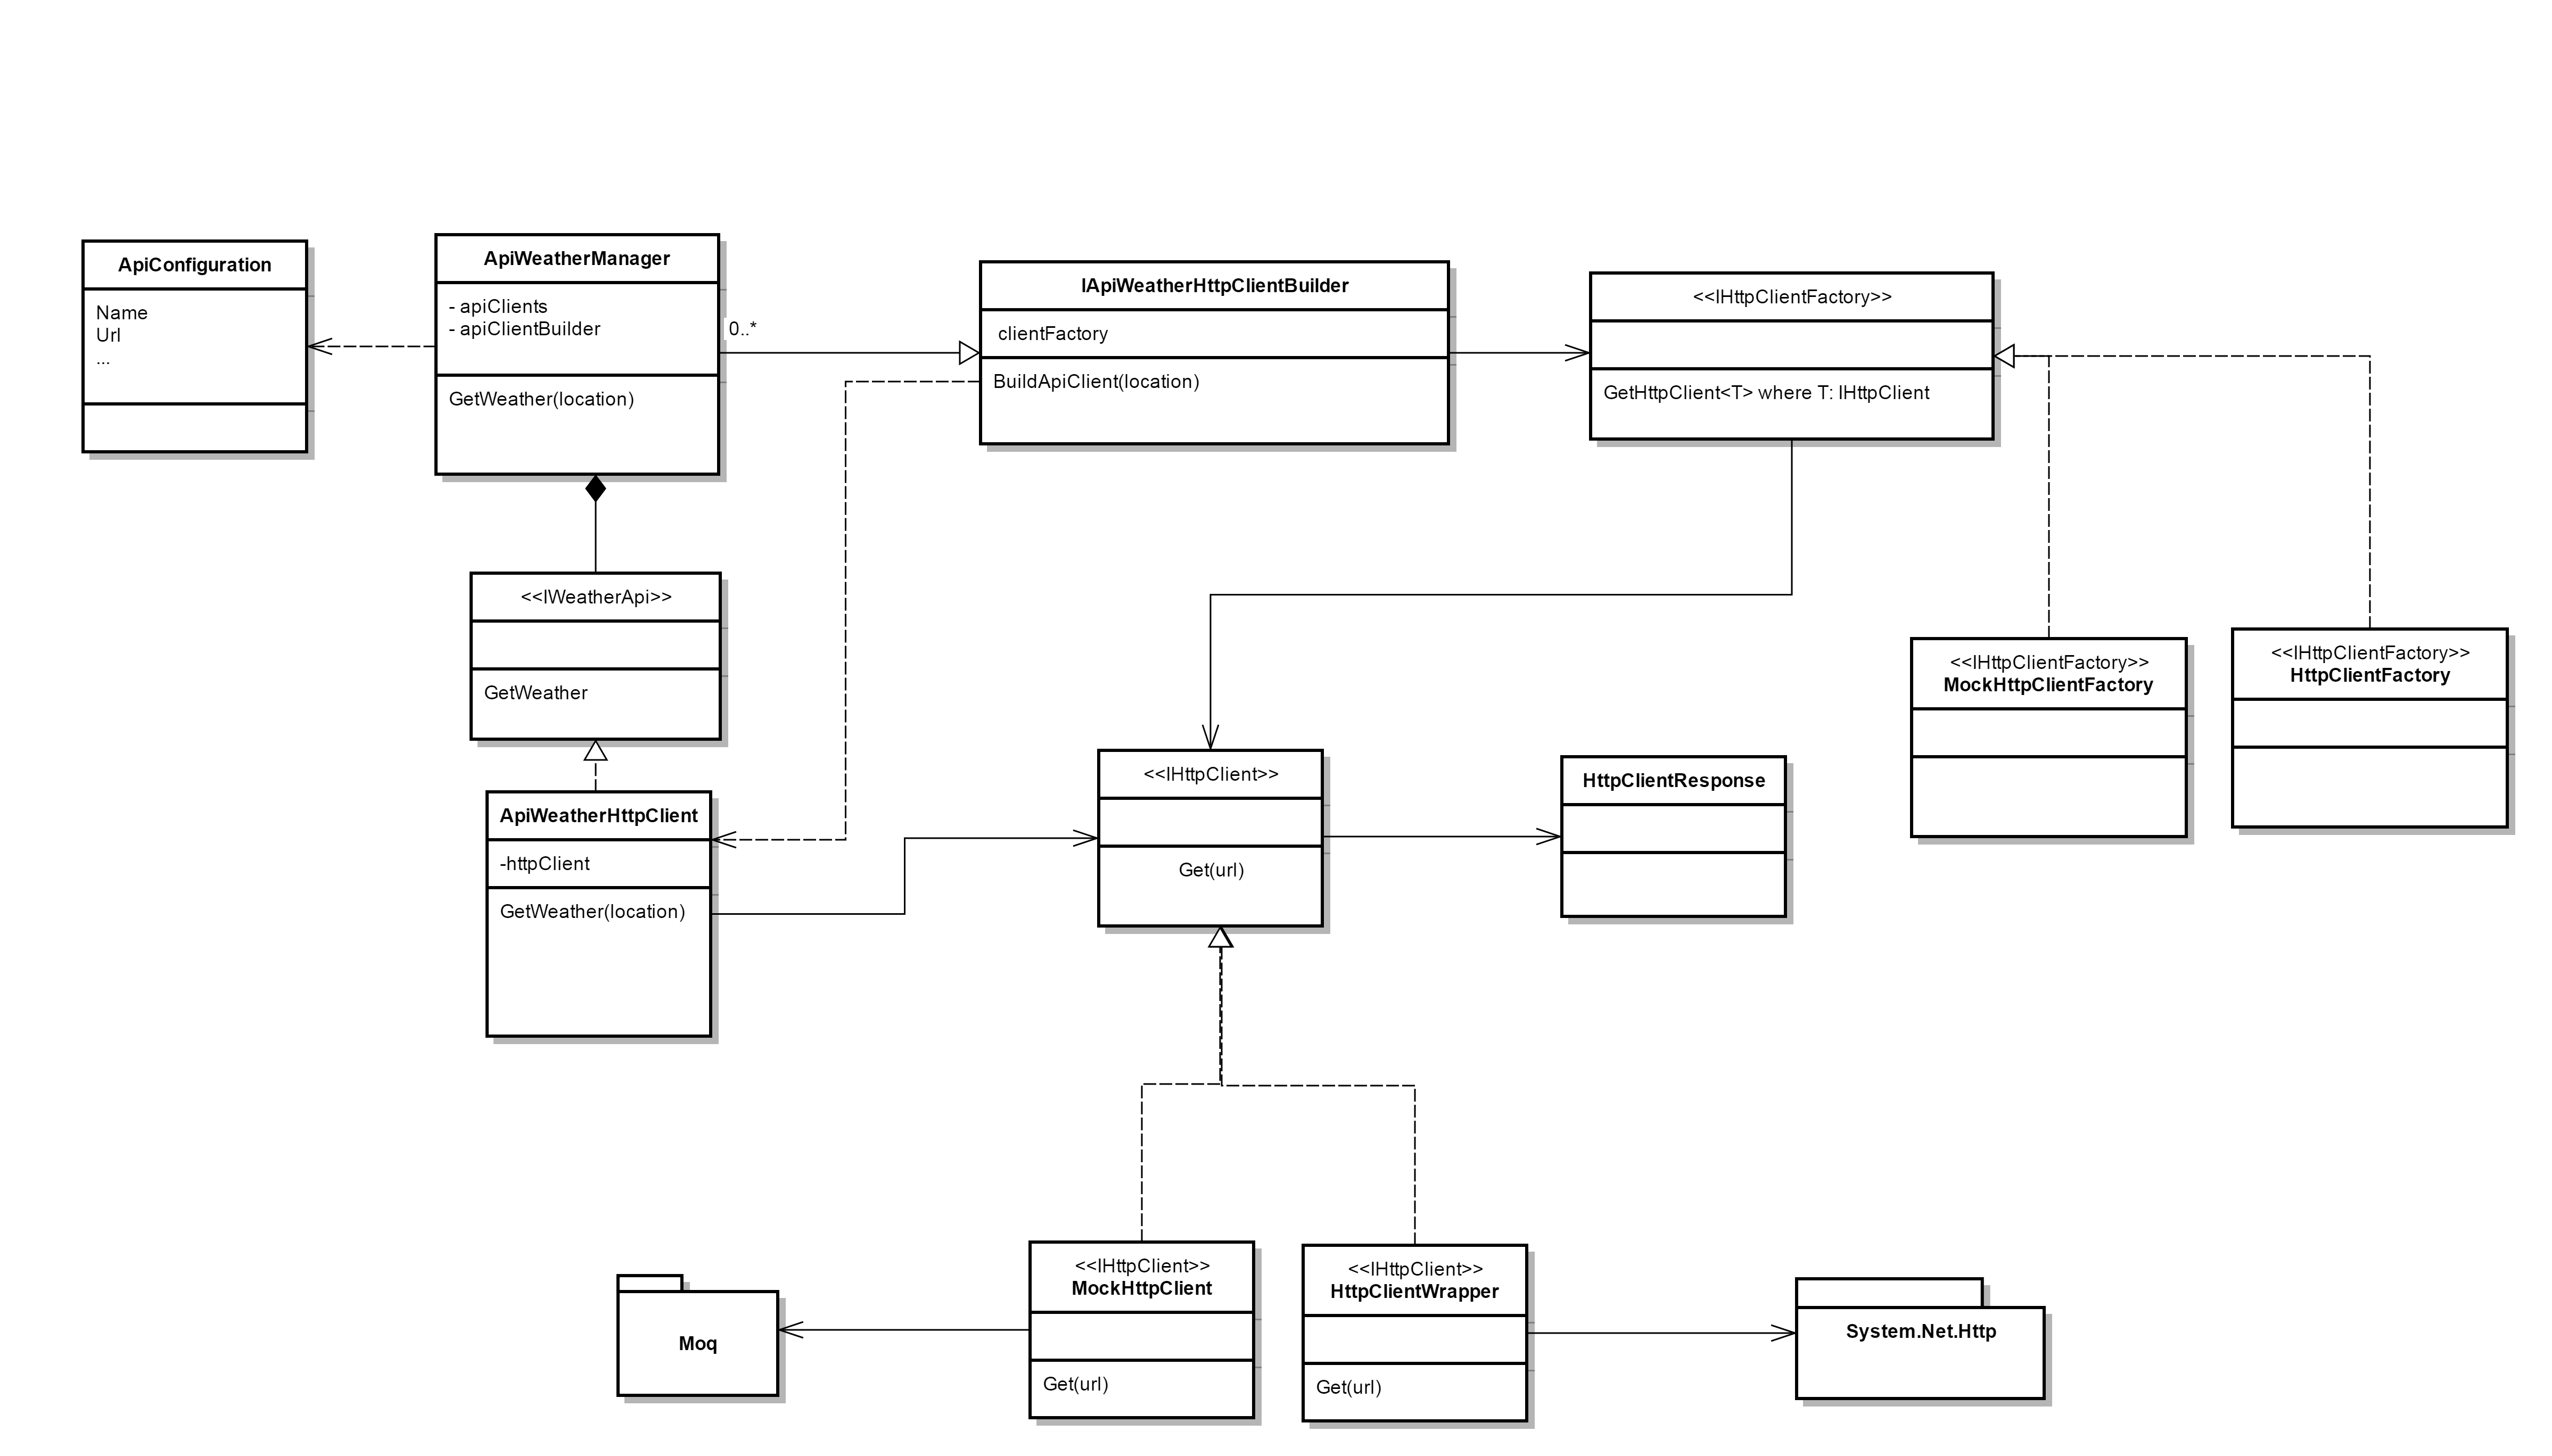 ApiConfiguration
Name
Url
...
ApiWeatherManager
- apiClients
- apiClientBuilder
GetWeather(location)
0..*
IApiWeatherHttpClientBuilder
clientFactory
BuildApiClient(location)
<<IHttpClientFactory>>
GetHttpClient<T> where T: IHttpClient
<<IWeatherApi>>
GetWeather
<<IHttpClientFactory>>
MockHttpClientFactory
<<IHttpClientFactory>>
HttpClientFactory
ApiWeatherHttpClient
-httpClient
GetWeather(location)
<<IHttpClient>>
Get(url)
HttpClientResponse
Moq
<<IHttpClient>>
MockHttpClient
Get(url)
<<IHttpClient>>
HttpClientWrapper
Get(url)
System.Net.Http